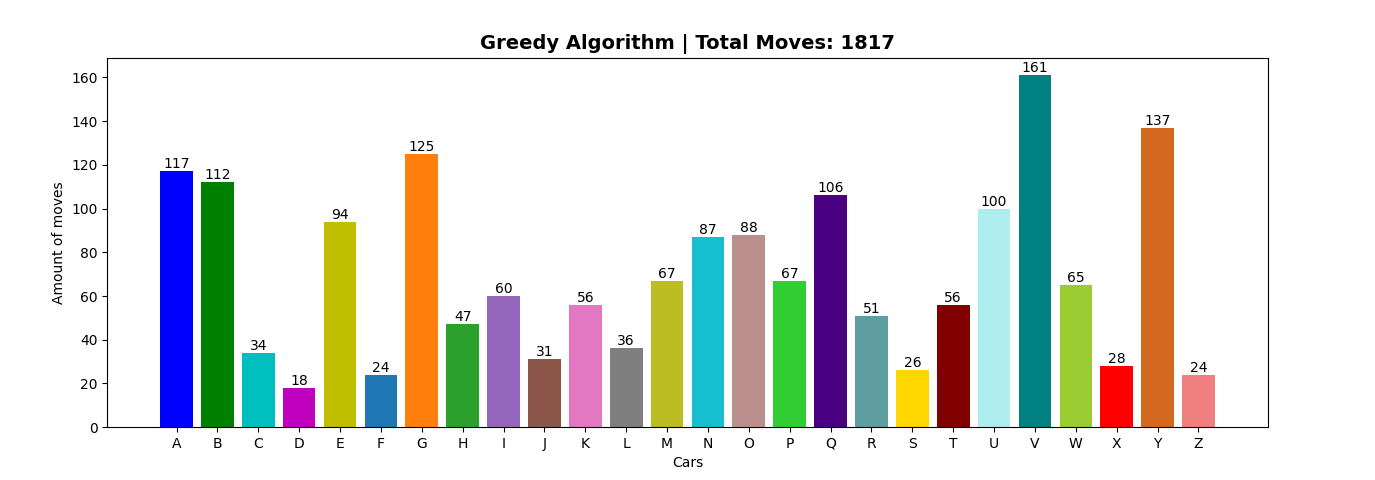 Greedy Algorithm | Total Moves: 1817
Amount of moves
160
140
120
100
80
60
40
20
0
117 112 34 18 94 24 125 47 60 31 56 36 67 87 88 67 106 51 26 56 100 161 65 28 137 24
A B C D E F G H I J K L M N O P Q R S T U V W X Y Z
Cars